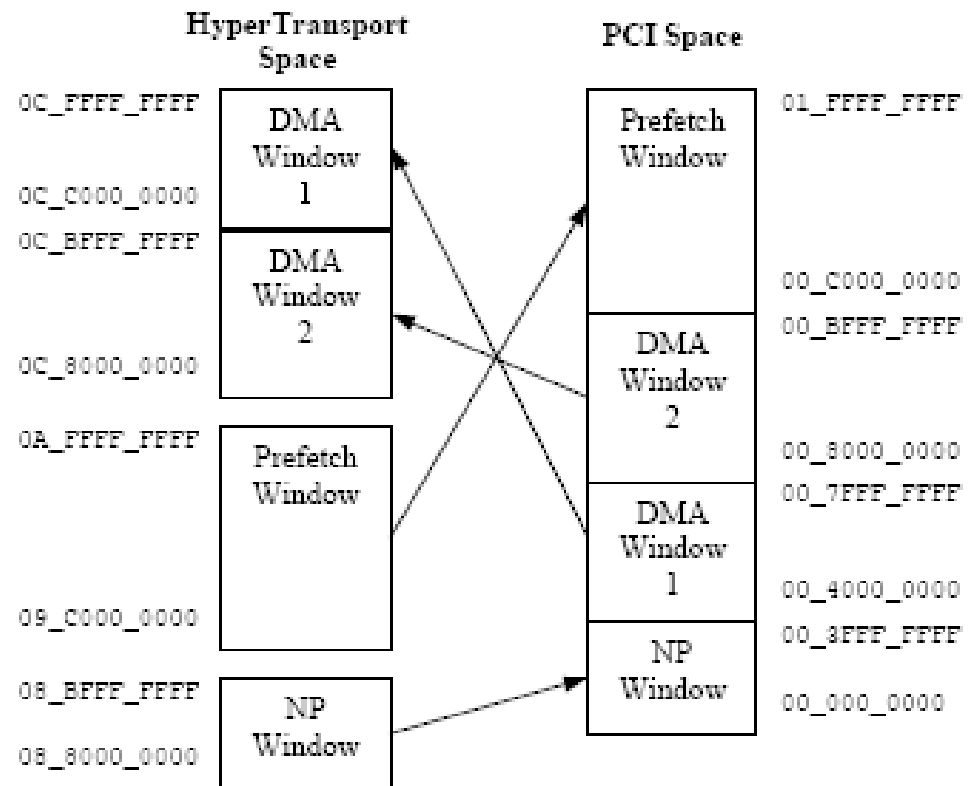 HyperTransport
Space
PCI Space
0C_FFFF_FFFF
DMA
Window
1
0C_C000_0000
0C_BFFF_FFFF
DMA
Window
2
0C_8000_0000
0A_FFFF_FFFF
Prefetch
Window
09_C000_0000
08_BFFF_FFFF
NP
Window
08_8000_0000
Prefetch
Window
01_FFFF_FFFF
00_C000_0000
00_BFFF_FFFF
DMA
Window
2
00_8000_0000
00_7FFF_FFFF
DMA
Window
1
00_4000_0000
00_3FFF_FFFF
NP
Window
00_000_0000